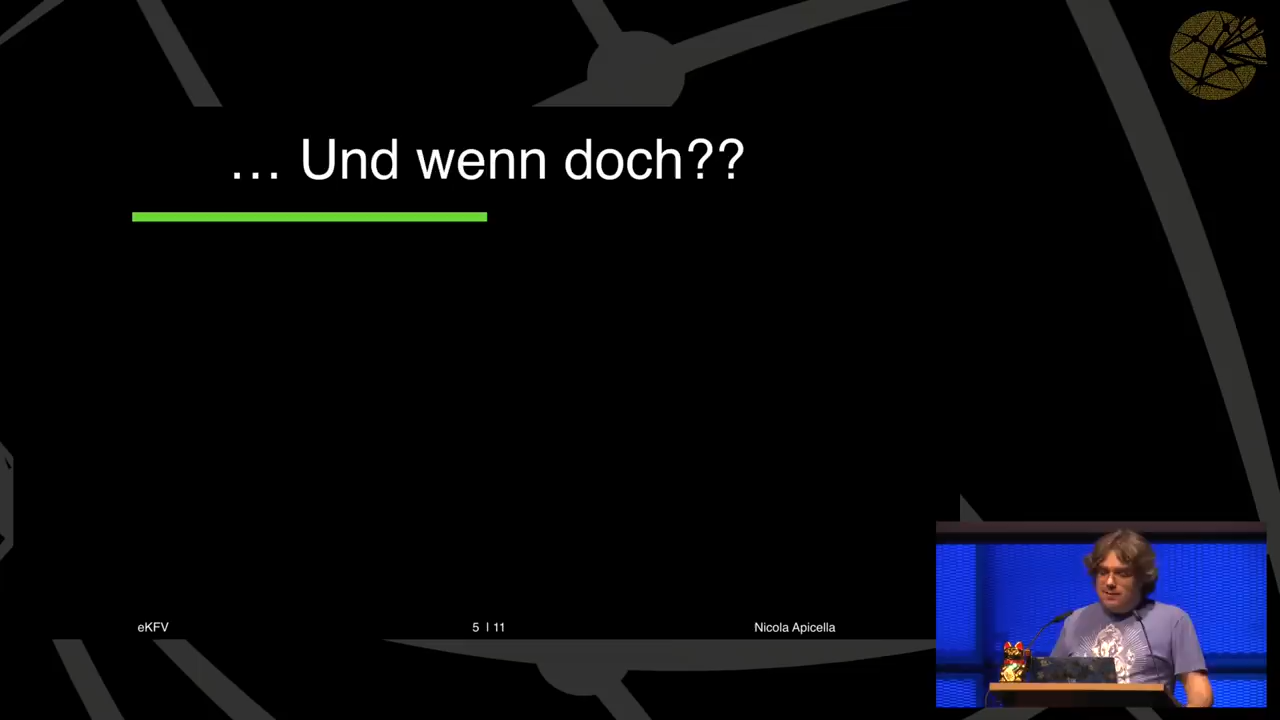 … Und wenn doch??
eKFV
5 | 11
Nicola Apicella